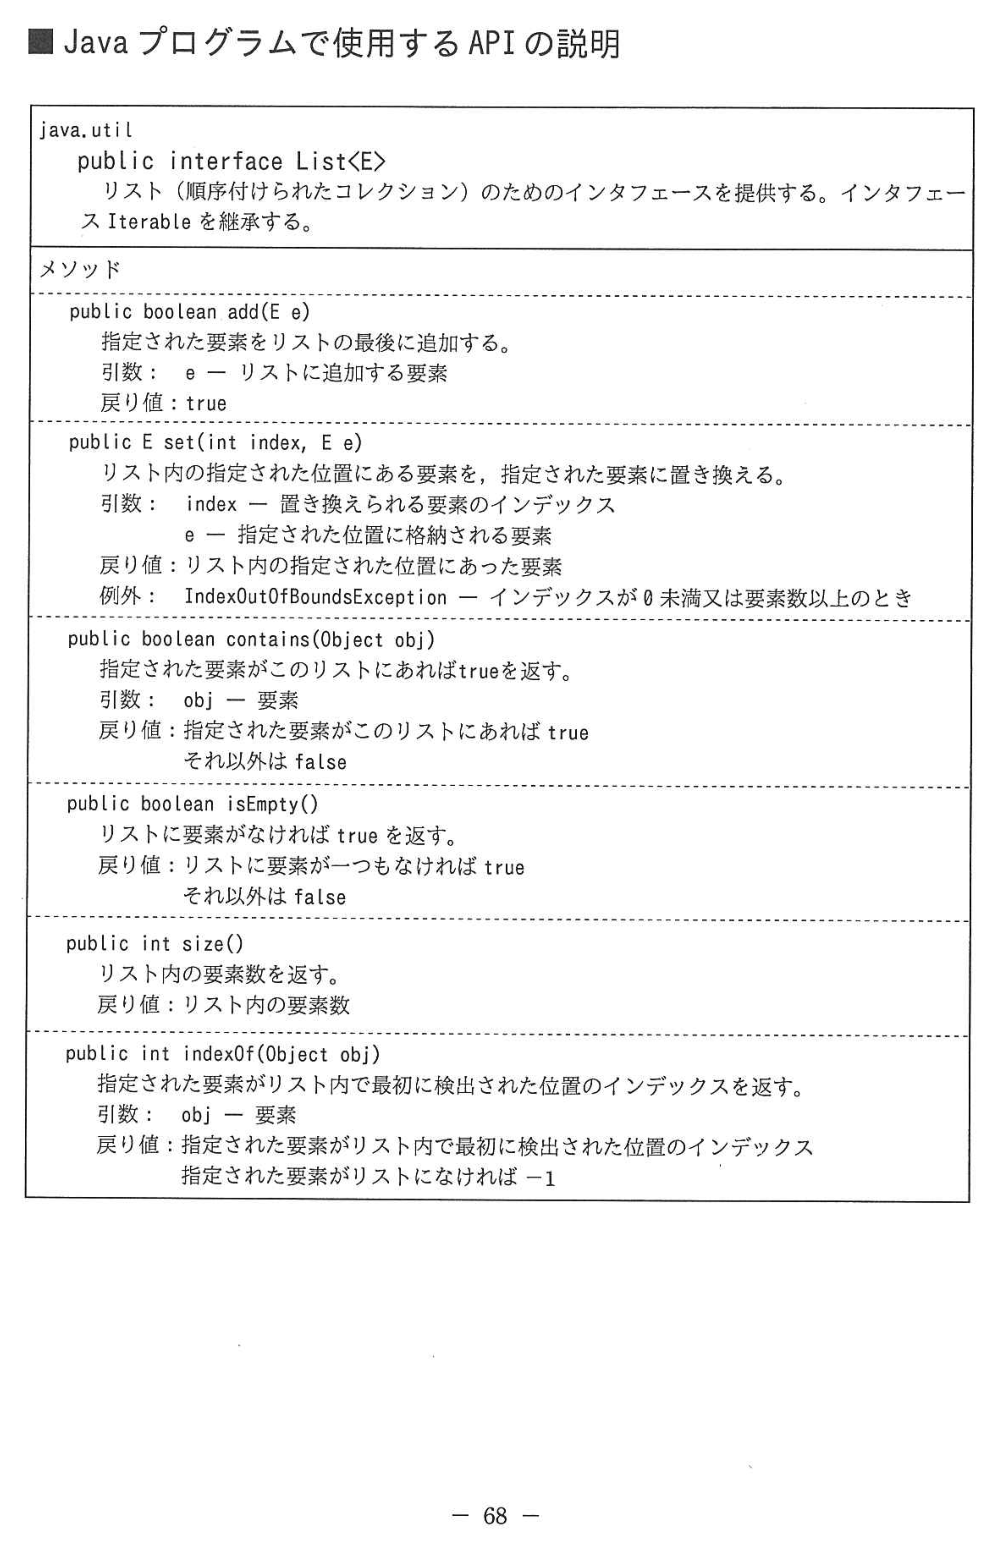 ■ Java プログラムで使用する API の説明
java.util
public interface List<E>
リスト（順序付けられたコレクション）のためのインタフェースを提供する。インタフェー
ス Iterable を継承する。
メソッド
public boolean add(E e)
指定された要素をリストの最後に追加する。
引数： e ― リストに追加する要素
戻り値：true
public E set(int index, E e)
リスト内の指定された位置にある要素を，指定された要素に置き換える。
引数： index ― 置き換えられる要素のインデックス
e ― 指定された位置に格納される要素
戻り値：リスト内の指定された位置にあった要素
例外： IndexOutOfBoundsException ― インデックスが 0 未満又は要素数以上のとき
public boolean contains(Object obj)
指定された要素がこのリストにあればtrueを返す。
引数： obj ― 要素
戻り値：指定された要素がこのリストにあれば true
それ以外は false
public boolean isEmpty()
リストに要素がなければ true を返す。
戻り値：リストに要素が一つもなければ true
それ以外は false
public int size()
リスト内の要素数を返す。
戻り値：リスト内の要素数
public int indexOf(Object obj)
指定された要素がリスト内で最初に検出された位置のインデックスを返す。
引数： obj ― 要素
戻り値：指定された要素がリスト内で最初に検出された位置のインデックス
指定された要素がリストになければ －1
― 68 ―